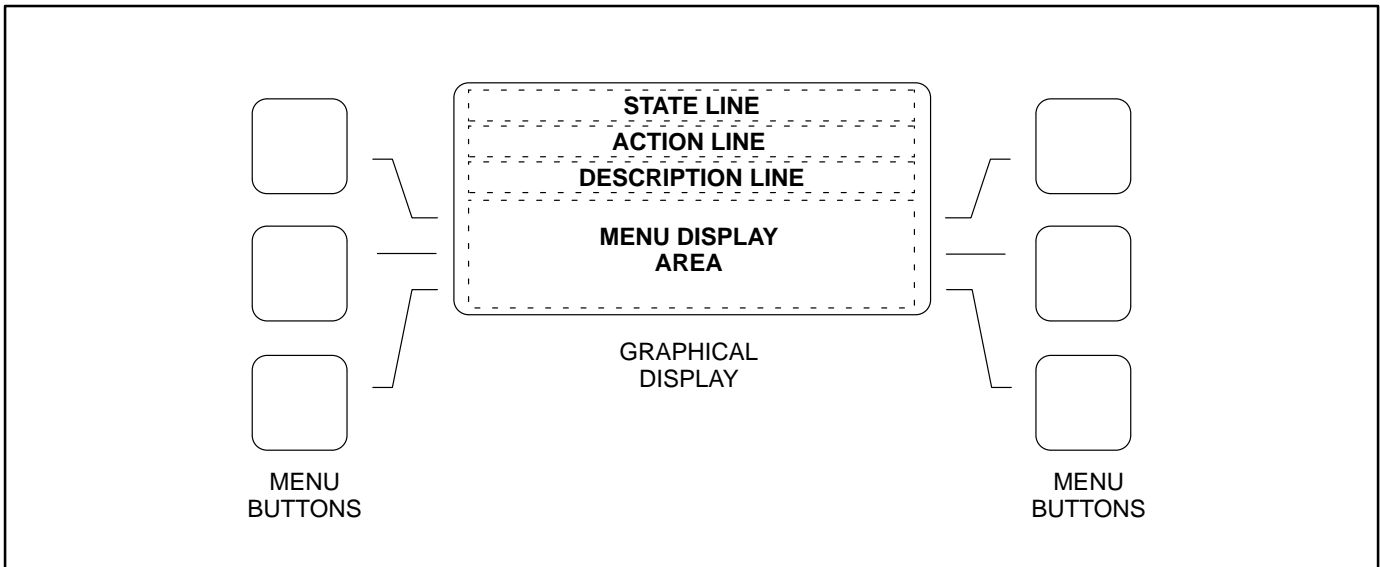 STATE LINE
ACTION LINE
DESCRIPTION LINE
MENU DISPLAY
AREA
GRAPHICAL
DISPLAY
MENU
BUTTONS
MENU
BUTTONS